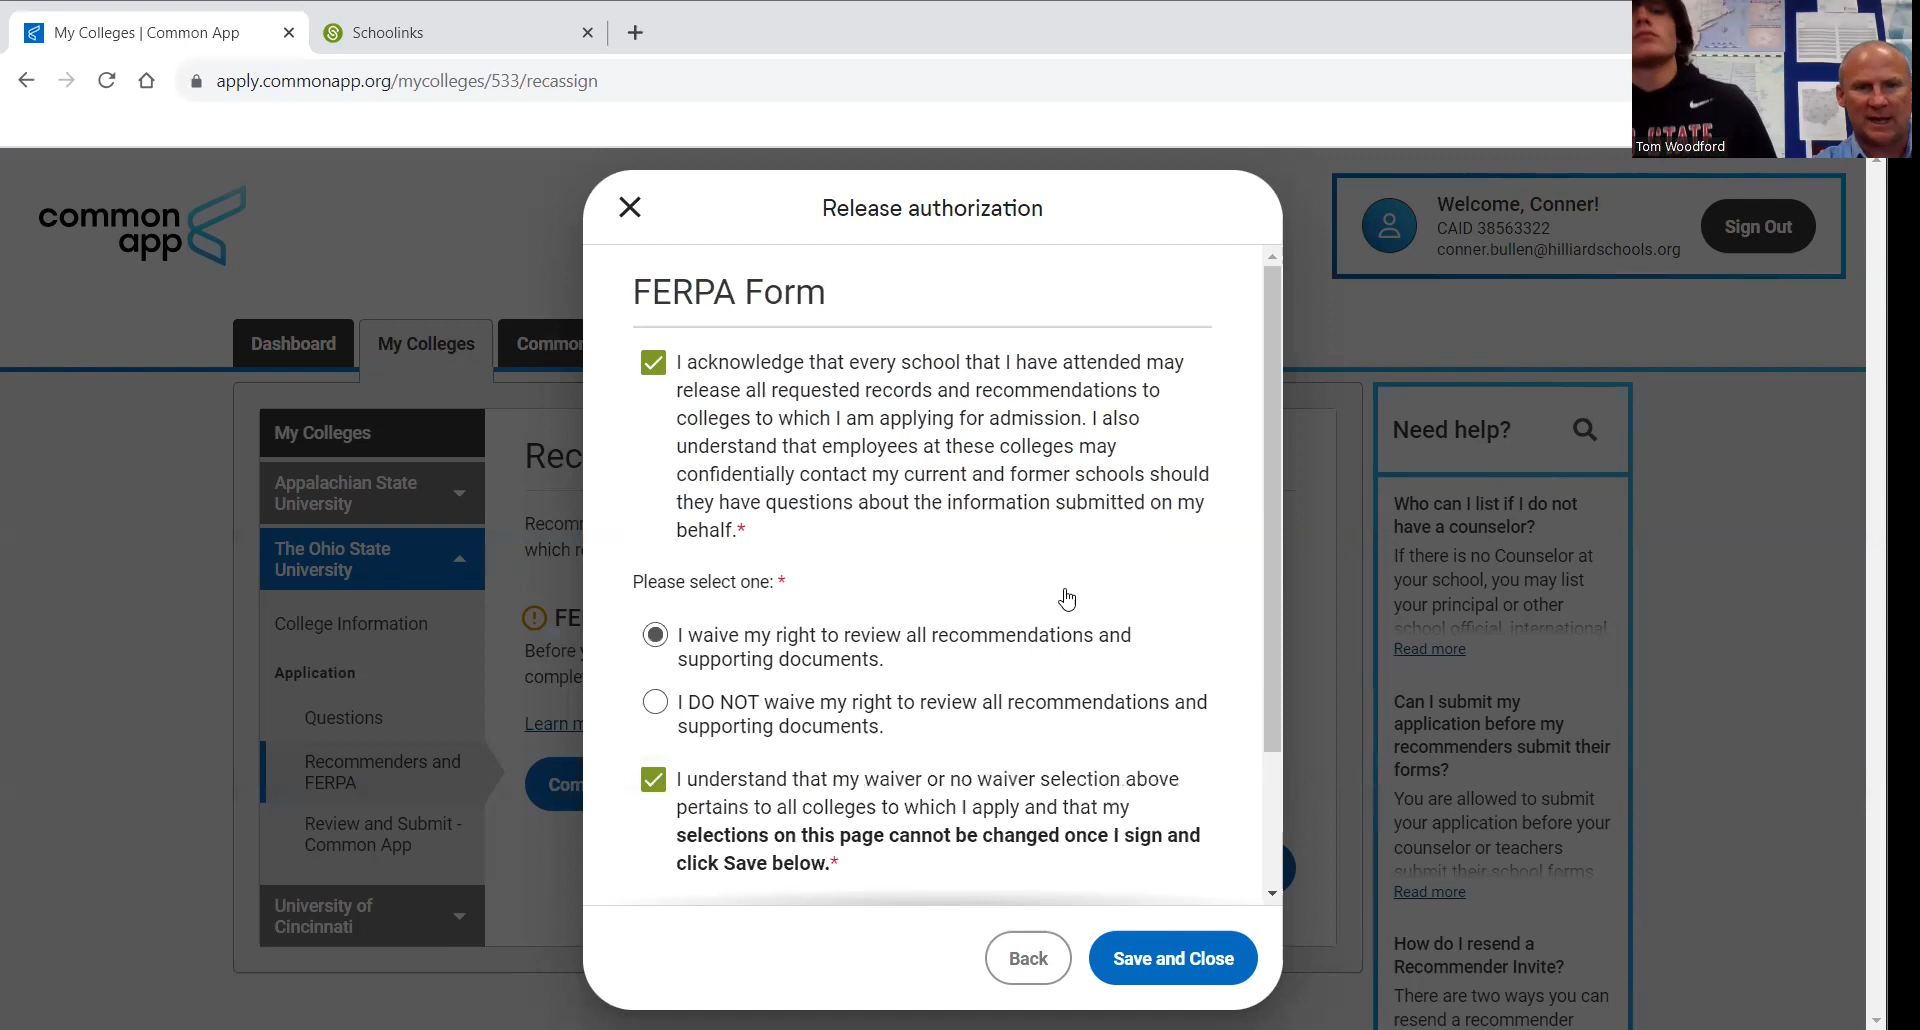 My Colleges | Common App
Schoolinks
apply.commonapp.org/mycolleges/533/recassign
STATE
Tom Woodford
common
app
Welcome, Conner!
CAID 38563322
conner.bullen@hilliardschools.org
Sign Out
Dashboard
My Colleges
Common
My Colleges
Appalachian State
University
The Ohio State
University
College Information
Application
Questions
Recommenders and
FERPA
Review and Submit -
Common App
University of
Cincinnati
Rec
Recomm
which r
FE
Before y
comple
Learn m
Com
Release authorization
FERPA Form
I acknowledge that every school that I have attended may
release all requested records and recommendations to
colleges to which I am applying for admission. I also
understand that employees at these colleges may
confidentially contact my current and former schools should
they have questions about the information submitted on my
behalf.*
Please select one: *
I waive my right to review all recommendations and
supporting documents.
I DO NOT waive my right to review all recommendations and
supporting documents.
I understand that my waiver or no waiver selection above
pertains to all colleges to which I apply and that my
selections on this page cannot be changed once I sign and
click Save below.*
Back
Save and Close
Need help?
Who can I list if I do not
have a counselor?
If there is no Counselor at
your school, you may list
your principal or other
school official, international,
Read more
Can I submit my
application before my
recommenders submit their
forms?
You are allowed to submit
your application before your
counselor or teachers
submit their school forms
Read more
How do I resend a
Recommender Invite?
There are two ways you can
resend a recommender